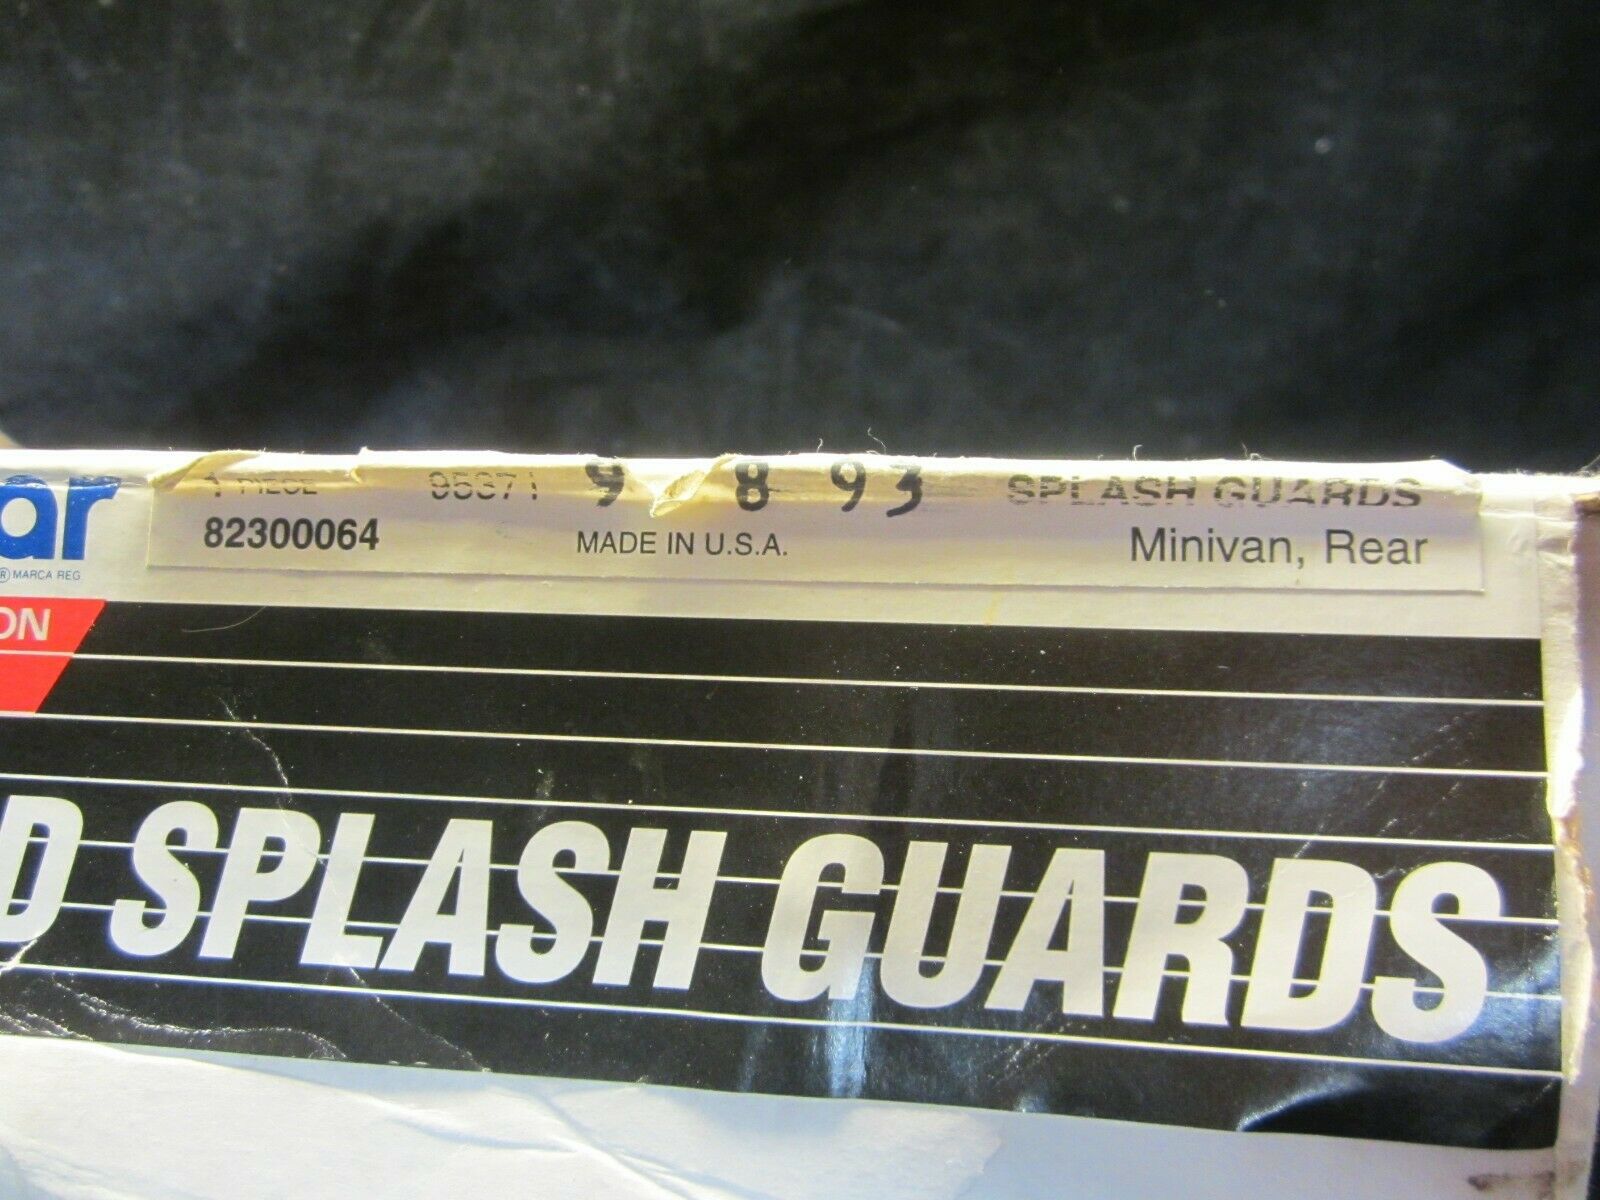 ar
® MARCA REG
1 PIECE 95371 9 8 93 SPLASH GUARDS
82300064 MADE IN U.S.A. Minivan, Rear
ON
D SPLASH GUARDS